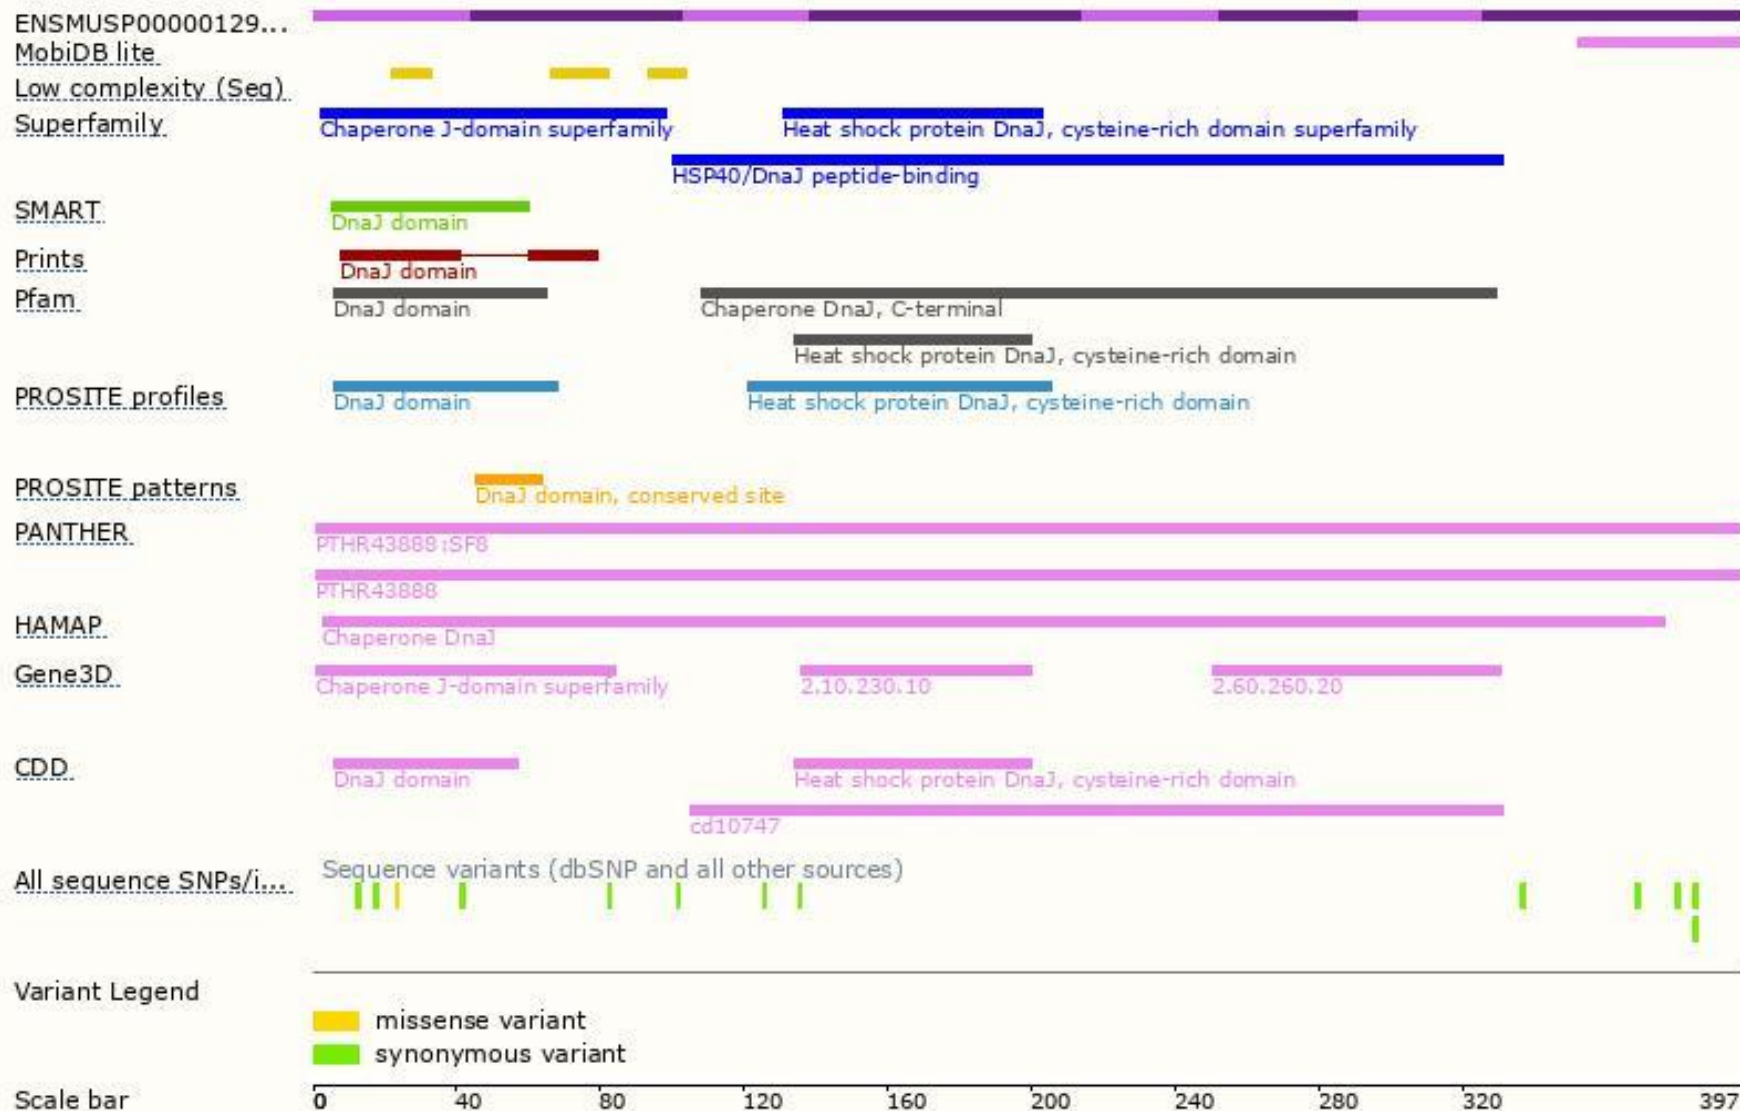 ENSMUSP00000129...
MobiDB lite
Low complexity (Seg)
Superfamily
Chaperone J-domain superfamily
Heat shock protein DnaJ, cysteine-rich domain superfamily
HSP40/DnaJ peptide-binding
SMART
DnaJ domain
Prints
DnaJ domain
Pfam
DnaJ domain
Chaperone DnaJ, C-terminal
Heat shock protein DnaJ, cysteine-rich domain
PROSITE profiles
DnaJ domain
Heat shock protein DnaJ, cysteine-rich domain
PROSITE patterns
DnaJ domain, conserved site
PANTHER
PTHR43888:SF8
PTHR43888
HAMAP
Chaperone DnaJ
Gene3D
Chaperone J-domain superfamily
2.10.230.10
2.60.260.20
CDD
DnaJ domain
Heat shock protein DnaJ, cysteine-rich domain
cd10747
All sequence SNPs/i...
Sequence variants (dbSNP and all other sources)
Variant Legend
missense variant
synonymous variant
Scale bar
0 40 80 120 160 200 240 280 320 397